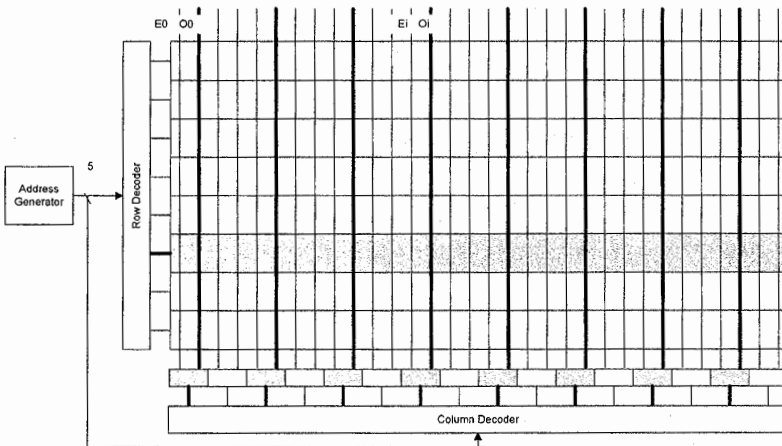 E0 O0 Ei Oi
5
Address
Generator
Row Decoder
Column Decoder